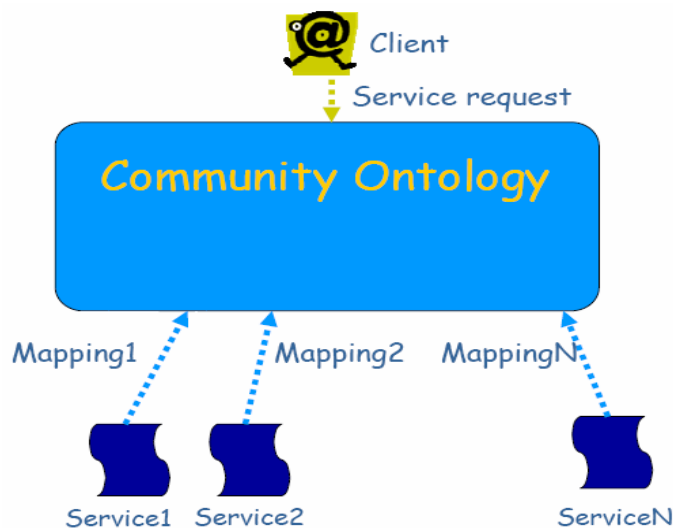 @
Client
Service request
Community Ontology
Mapping1
Mapping2
MappingN
Service1
Service2
ServiceN